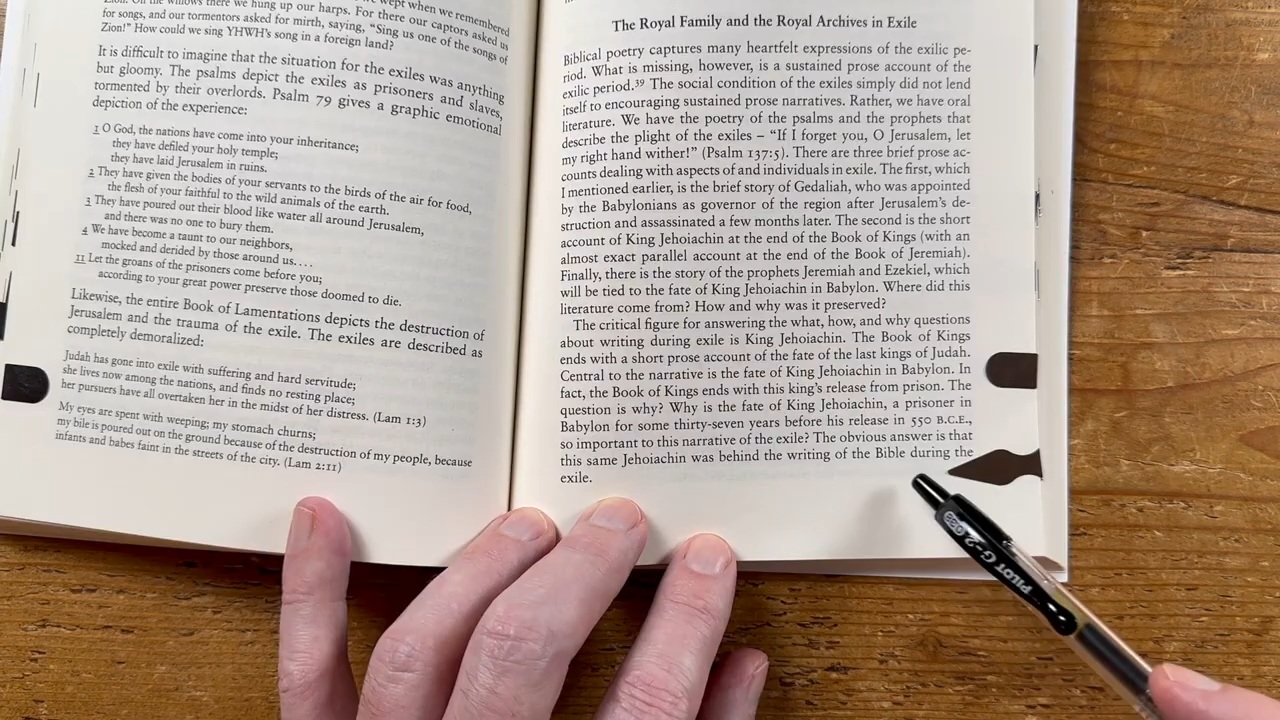 wept when we remembered
Zion. On the willows there we hung up our harps. For there our captors asked us
for songs, and our tormentors asked for mirth, saying, “Sing us one of the songs of
Zion!” How could we sing YHWH’s song in a foreign land?
It is difficult to imagine that the situation for the exiles was anything
but gloomy. The psalms depict the exiles as prisoners and slaves,
tormented by their overlords. Psalm 79 gives a graphic emotional
depiction of the experience:
1 O God, the nations have come into your inheritance;
they have defiled your holy temple;
they have laid Jerusalem in ruins.
2 They have given the bodies of your servants to the birds of the air for food,
the flesh of your faithful to the wild animals of the earth.
3 They have poured out their blood like water all around Jerusalem,
and there was no one to bury them.
4 We have become a taunt to our neighbors,
mocked and derided by those around us. . . .
11 Let the groans of the prisoners come before you;
according to your great power preserve those doomed to die.
Likewise, the entire Book of Lamentations depicts the destruction of
Jerusalem and the trauma of the exile. The exiles are described as
completely demoralized:
Judah has gone into exile with suffering and hard servitude;
she lives now among the nations, and finds no resting place;
her pursuers have all overtaken her in the midst of her distress. (Lam 1:3)
My eyes are spent with weeping; my stomach churns;
my bile is poured out on the ground because of the destruction of my people, because
infants and babes faint in the streets of the city. (Lam 2:11)
The Royal Family and the Royal Archives in Exile
Biblical poetry captures many heartfelt expressions of the exilic pe-
riod. What is missing, however, is a sustained prose account of the
exilic period.39 The social condition of the exiles simply did not lend
itself to encouraging sustained prose narratives. Rather, we have oral
literature. We have the poetry of the psalms and the prophets that
describe the plight of the exiles – “If I forget you, O Jerusalem, let
my right hand wither!” (Psalm 137:5). There are three brief prose ac-
counts dealing with aspects of and individuals in exile. The first, which
I mentioned earlier, is the brief story of Gedaliah, who was appointed
by the Babylonians as governor of the region after Jerusalem’s de-
struction and assassinated a few months later. The second is the short
account of King Jehoiachin at the end of the Book of Kings (with an
almost exact parallel account at the end of the Book of Jeremiah).
Finally, there is the story of the prophets Jeremiah and Ezekiel, which
will be tied to the fate of King Jehoiachin in Babylon. Where did this
literature come from? How and why was it preserved?
The critical figure for answering the what, how, and why questions
about writing during exile is King Jehoiachin. The Book of Kings
ends with a short prose account of the fate of the last kings of Judah.
Central to the narrative is the fate of King Jehoiachin in Babylon. In
fact, the Book of Kings ends with this king’s release from prison. The
question is why? Why is the fate of King Jehoiachin, a prisoner in
Babylon for some thirty-seven years before his release in 550 B.C.E.,
so important to this narrative of the exile? The obvious answer is that
this same Jehoiachin was behind the writing of the Bible during the
exile.
PILOT G-2 038